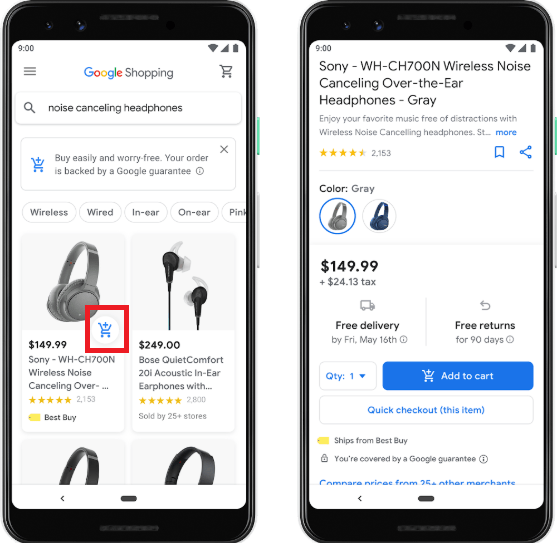 9:00
Google Shopping
noise canceling headphones
Buy easily and worry-free. Your order
is backed by a Google guarantee
Wireless
Wired
In-ear
On-ear
Pink
$149.99
Sony - WH-CH700N
Wireless Noise
Canceling Over-...
2,153
Best Buy
$249.00
Bose QuietComfort
20i Acoustic In-Ear
Earphones with...
2,800
Sold by 25+ stores
9:00
Sony - WH-CH700N Wireless Noise
Canceling Over-the-Ear
Headphones - Gray
Enjoy your favorite music free of distractions with
Wireless Noise Cancelling headphones. St... more
2,153
Color: Gray
$149.99
+ $24.13 tax
Free delivery
by Fri, May 16th
Free returns
for 90 days
Qty: 1
Add to cart
Quick checkout (this item)
Ships from Best Buy
You're covered by a Google guarantee
Compare prices from 25+ other merchants